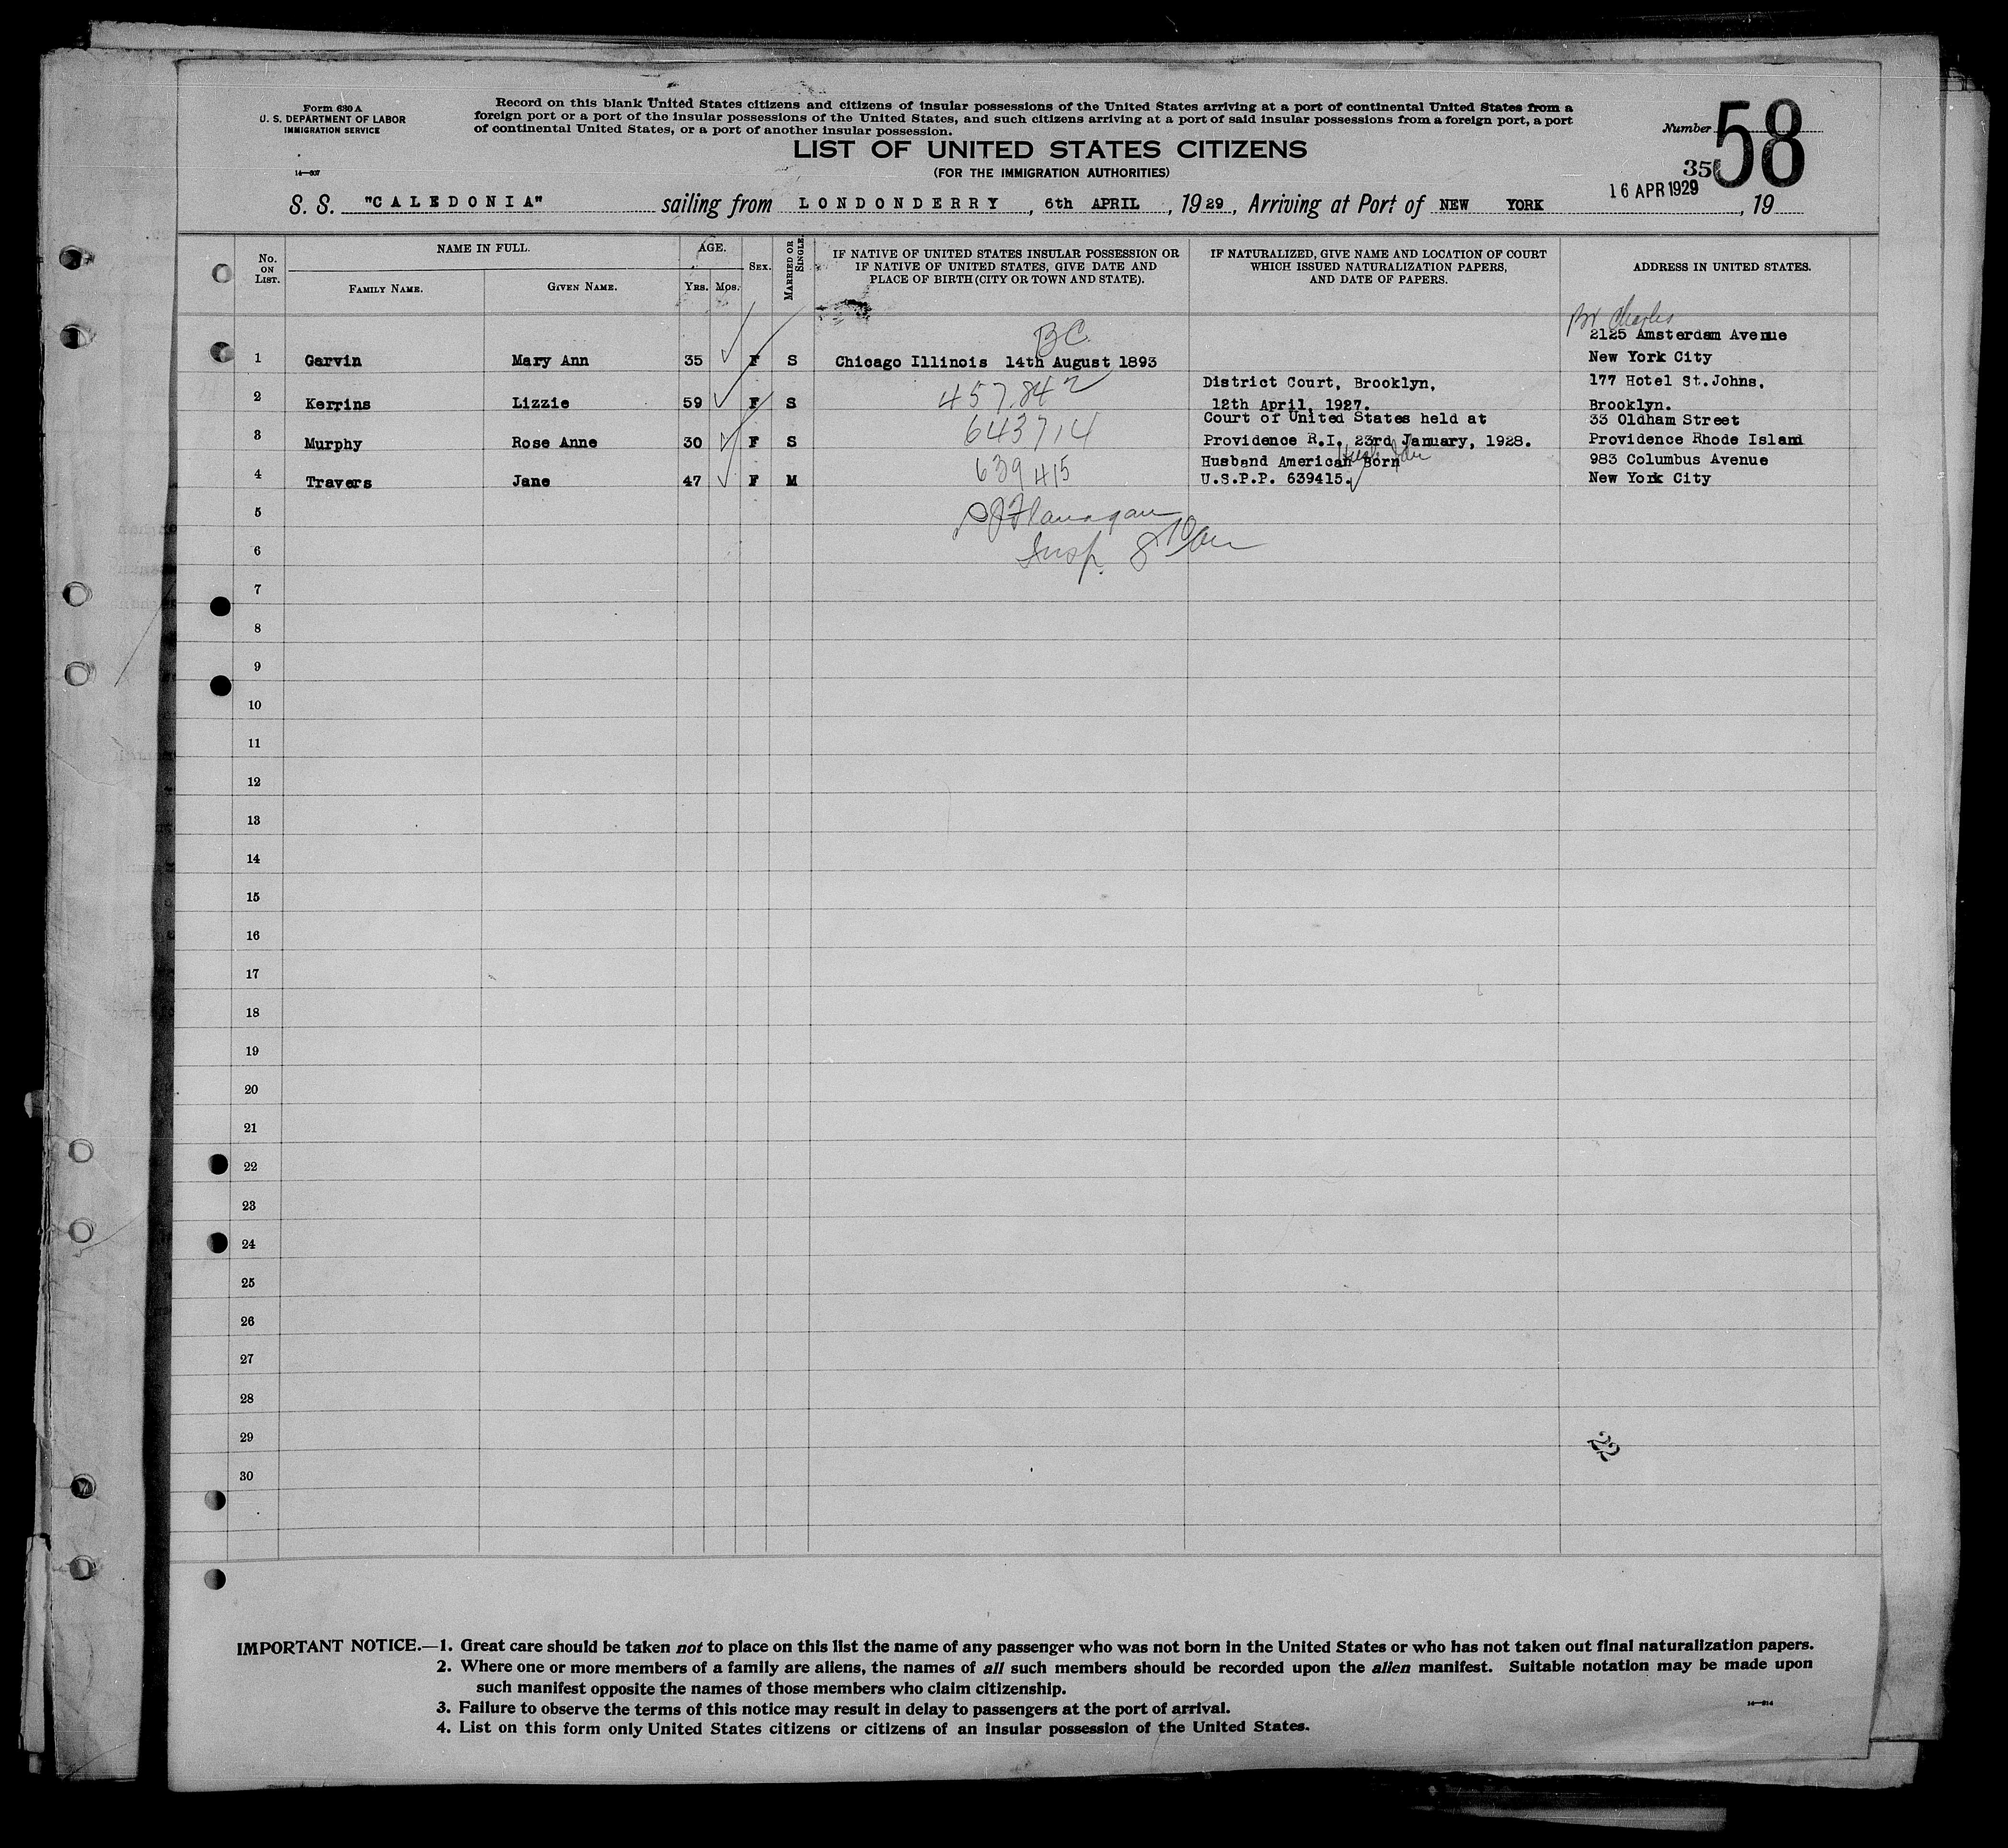 Form 630 A
U. S. DEPARTMENT OF LABOR
IMMIGRATION SERVICE
14—307
Record on this blank United States citizens and citizens of insular possessions of the United States arriving at a port of continental United States from a
foreign port or a port of the insular possessions of the United States, and such citizens arriving at a port of said insular possessions from a foreign port, a port
of continental United States, or a port of another insular possession.
Number 58
LIST OF UNITED STATES CITIZENS
(FOR THE IMMIGRATION AUTHORITIES)
35
16 APR 1929
S. S. "CALEDONIA" sailing from LONDONDERRY, 6th APRIL, 1929, Arriving at Port of NEW YORK, 19
No. ON LIST.
NAME IN FULL.
FAMILY NAME.
GIVEN NAME.
AGE.
YRS.
MOS.
SEX.
MARRIED OR SINGLE.
IF NATIVE OF UNITED STATES INSULAR POSSESSION OR
IF NATIVE OF UNITED STATES, GIVE DATE AND
PLACE OF BIRTH (CITY OR TOWN AND STATE).
IF NATURALIZED, GIVE NAME AND LOCATION OF COURT
WHICH ISSUED NATURALIZATION PAPERS,
AND DATE OF PAPERS.
ADDRESS IN UNITED STATES.
Charles
BC
2125 Amsterdam Avenue
1 Garvin Mary Ann 35 F S Chicago Illinois 14th August 1893 New York City
District Court, Brooklyn, 177 Hotel St.Johns,
2 Kerrins Lizzie 59 F S 457842 12th April, 1927. Brooklyn.
Court of United States held at 33 Oldham Street
3 Murphy Rose Anne 30 F S 643714 Providence R.I. 23rd January, 1928. Providence Rhode Island
Husband American Born 983 Columbus Avenue
4 Travers Jane 47 F M 639415 U.S.P.P. 639415. New York City
5 Flanagan
6 Insp.
7
8
9
10
11
12
13
14
15
16
17
18
19
20
21
22
23
24
25
26
27
28
29
22
30
IMPORTANT NOTICE.—1. Great care should be taken not to place on this list the name of any passenger who was not born in the United States or who has not taken out final naturalization papers.
2. Where one or more members of a family are aliens, the names of all such members should be recorded upon the alien manifest. Suitable notation may be made upon
such manifest opposite the names of those members who claim citizenship.
3. Failure to observe the terms of this notice may result in delay to passengers at the port of arrival.
4. List on this form only United States citizens or citizens of an insular possession of the United States.